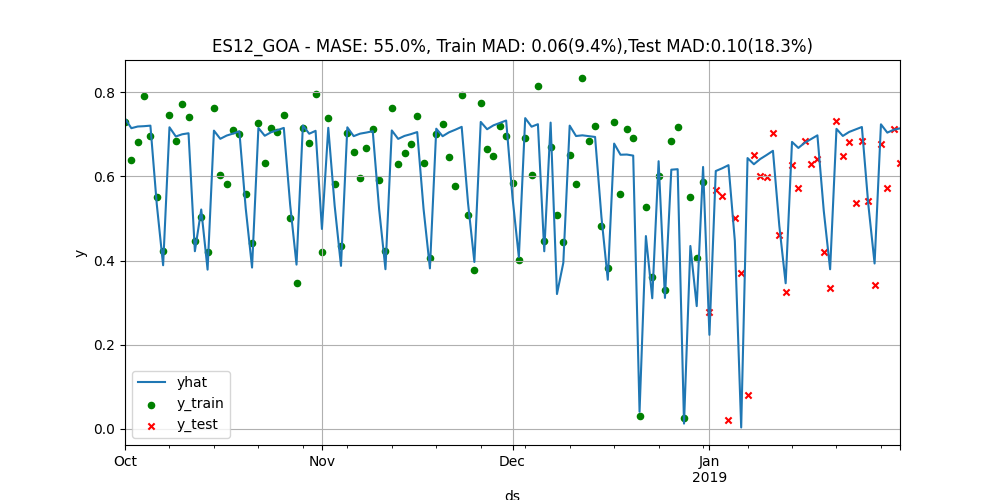 ES12_GOA - MASE: 55.0%, Train MAD: 0.06(9.4%),Test MAD:0.10(18.3%)
y
0.8
0.6
0.4
0.2
0.0
yhat
y_train
y_test
Oct
Nov
Dec
Jan
2019
ds